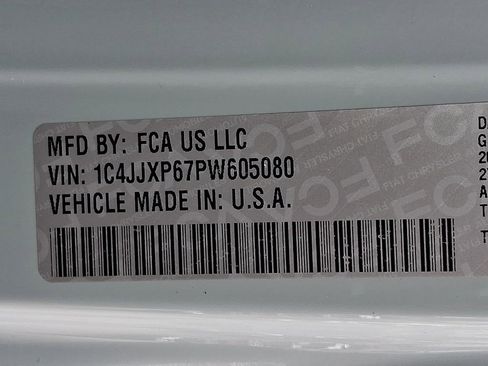 MFD BY: FCA US LLC
VIN: 1C4JJXP67PW605080
VEHICLE MADE IN: U.S.A.